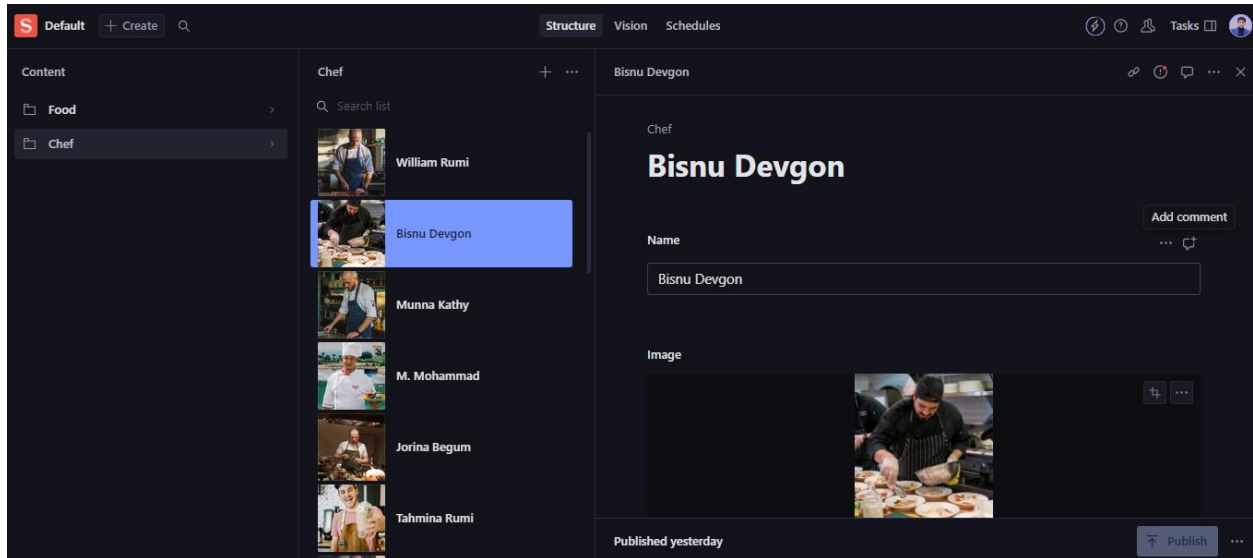 S Default + Create Structure Vision Schedules Tasks
Content
Food
Chef
Chef
Search list
William Rumi
Bisnu Devgon
Munna Kathy
M. Mohammad
Jorina Begum
Tahmina Rumi
Bisnu Devgon
Chef
Bisnu Devgon
Add comment
Name
Bisnu Devgon
Image
Published yesterday
Publish